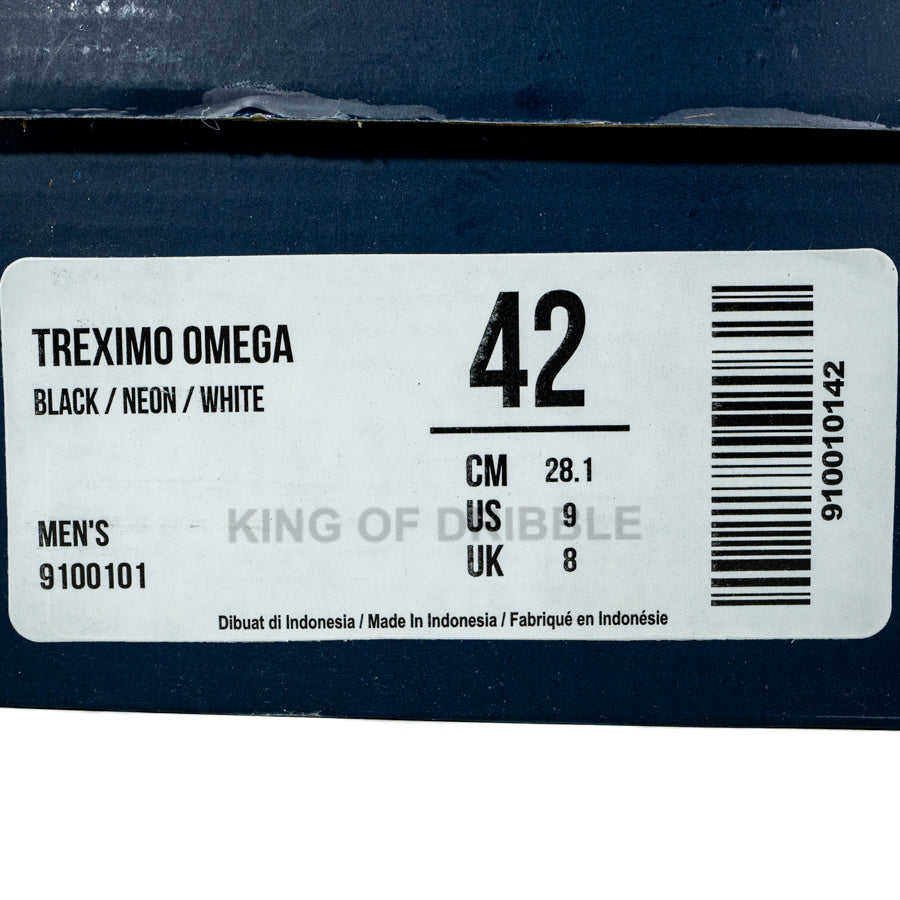 TREXIMO OMEGA
BLACK / NEON / WHITE
MEN'S
9100101
42
CM 28.1
US 9
UK 8
KING OF DRIBBLE
Dibuat di Indonesia / Made In Indonesia / Fabriqué en Indonésie
910010142